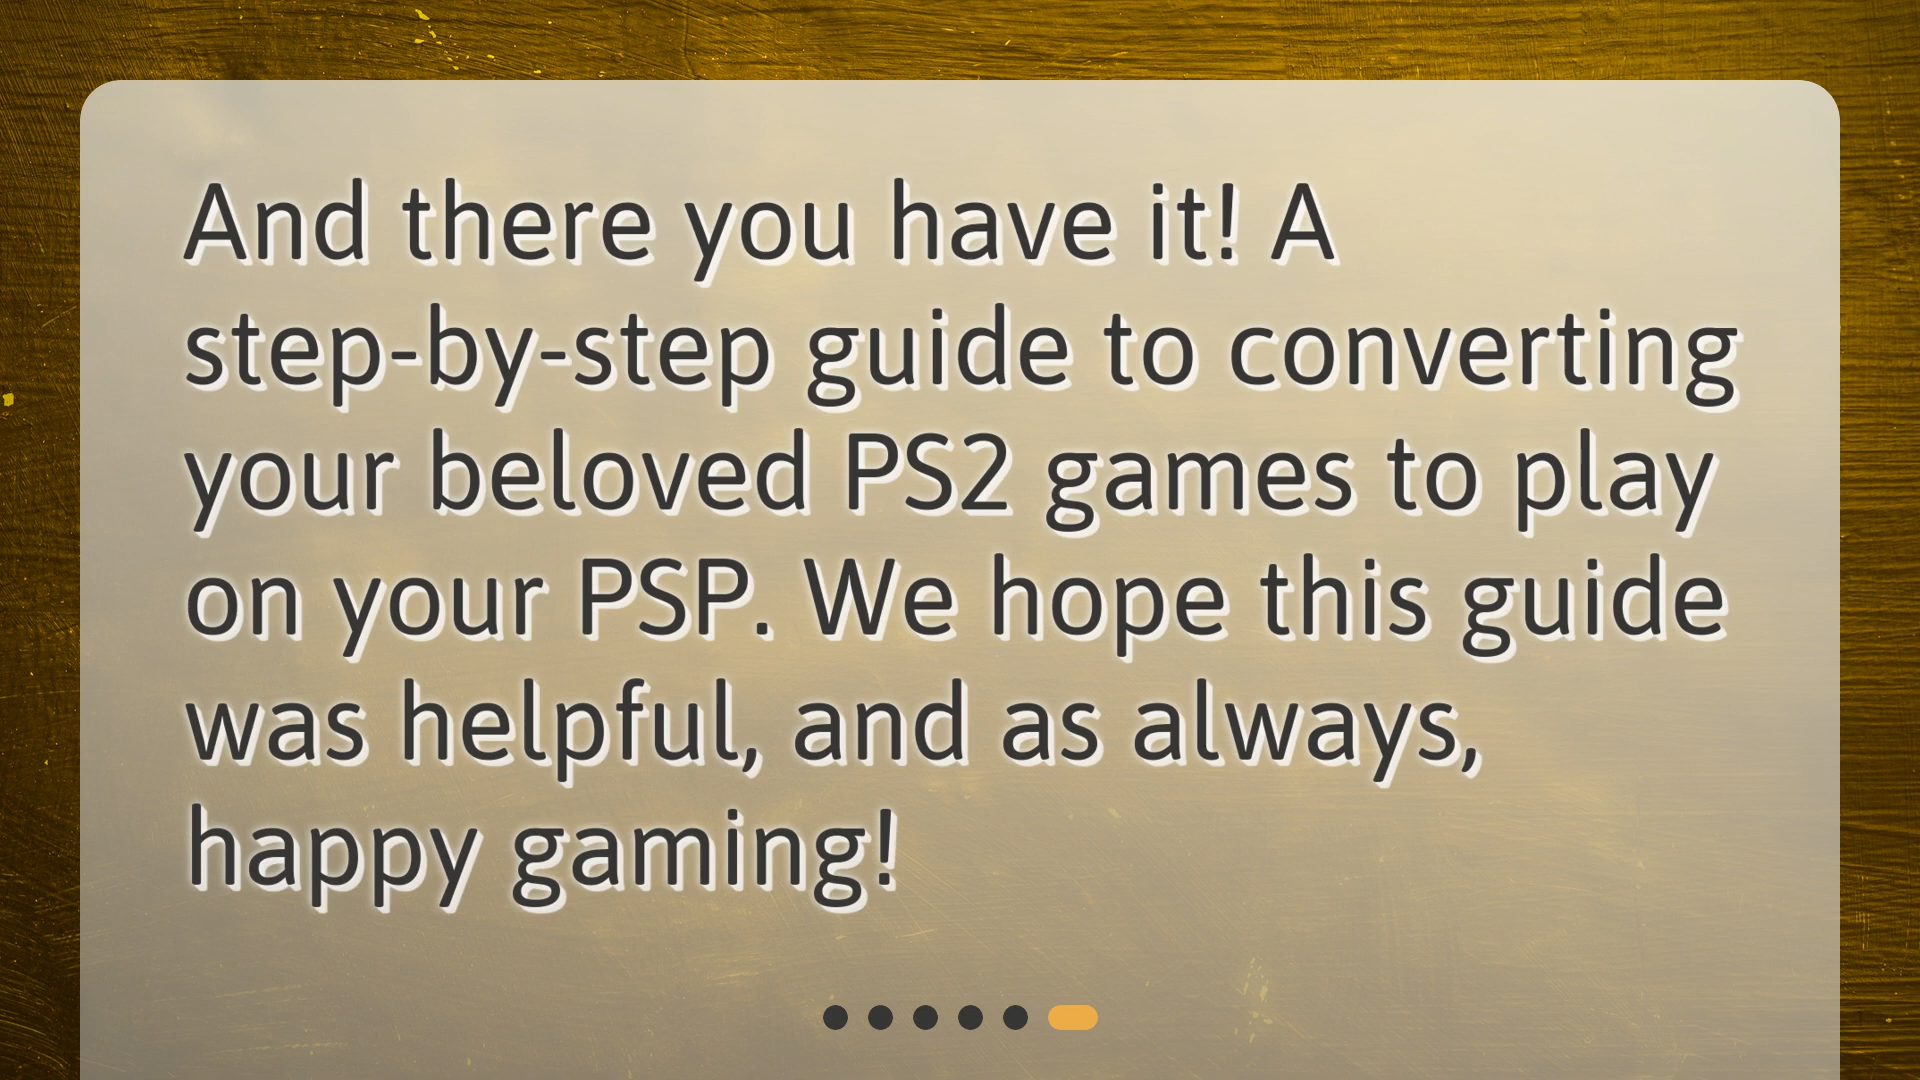 And there you have it! A
step-by-step guide to converting
your beloved PS2 games to play
on your PSP. We hope this guide
was helpful, and as always,
happy gaming!